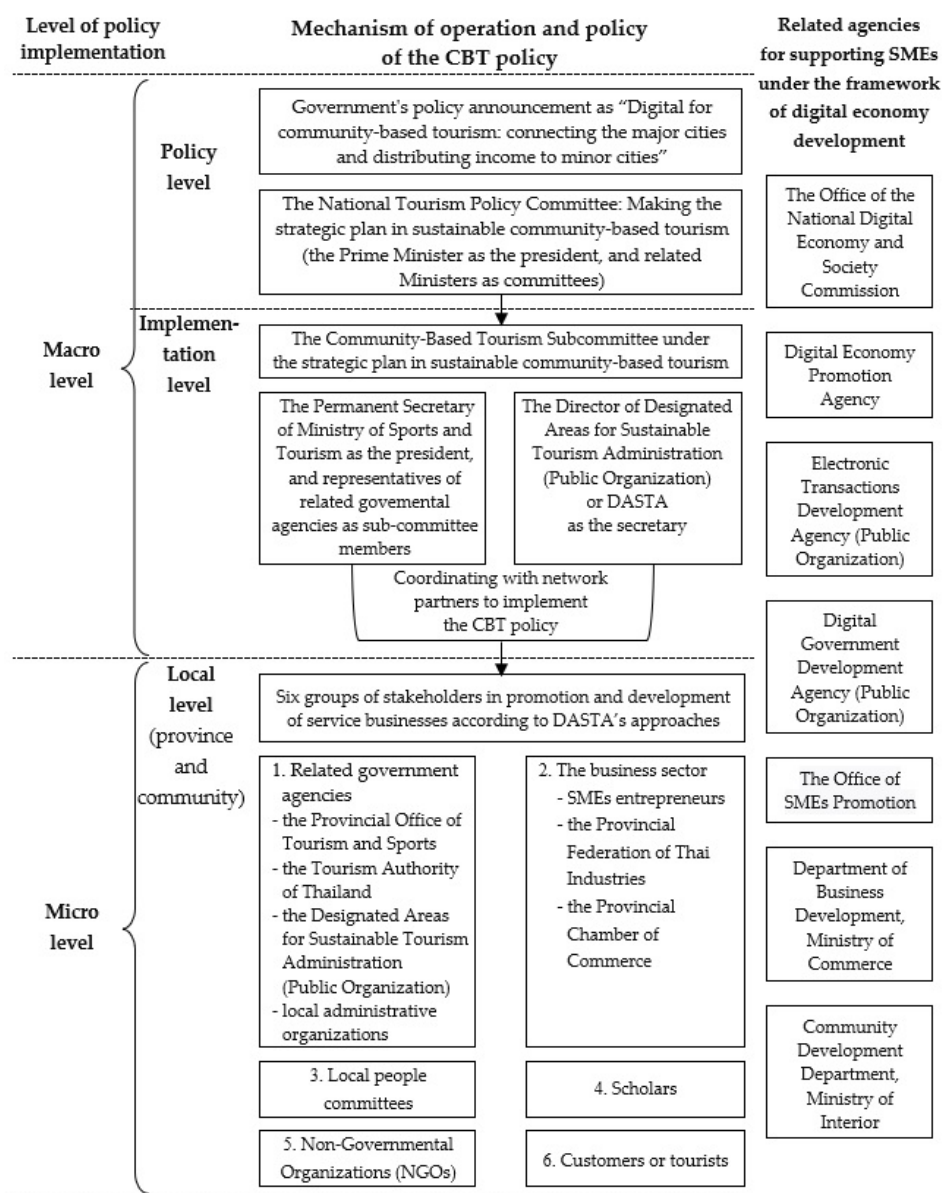 Level of policy
implementation
Mechanism of operation and policy
of the CBT policy
Related agencies
for supporting SMEs
under the framework
of digital economy
development
Macro
level
Policy
level
Government's policy announcement as “Digital for
community-based tourism: connecting the major cities
and distributing income to minor cities”
The National Tourism Policy Committee: Making the
strategic plan in sustainable community-based tourism
(the Prime Minister as the president, and related
Ministers as committees)
Implemen-
tation
level
The Community-Based Tourism Subcommittee under
the strategic plan in sustainable community-based tourism
The Permanent Secretary
of Ministry of Sports and
Tourism as the president,
and representatives of
related govemental
agencies as sub-committee
members
The Director of Designated
Areas for Sustainable
Tourism Administration
(Public Organization)
or DASTA
as the secretary
Coordinating with network
partners to implement
the CBT policy
Micro
level
Local
level
(province
and
community)
Six groups of stakeholders in promotion and development
of service businesses according to DASTA's approaches
1. Related government
agencies
- the Provincial Office of
Tourism and Sports
- the Tourism Authority
of Thailand
- the Designated Areas
for Sustainable Tourism
Administration
(Public Organization)
- local administrative
organizations
2. The business sector
- SMEs entrepreneurs
- the Provincial
Federation of Thai
Industries
- the Provincial
Chamber of
Commerce
3. Local people
committees
4. Scholars
5. Non-Governmental
Organizations (NGOs)
6. Customers or tourists
The Office of the
National Digital
Economy and
Society
Commission
Digital Economy
Promotion
Agency
Electronic
Transactions
Development
Agency (Public
Organization)
Digital
Government
Development
Agency (Public
Organization)
The Office of
SMEs Promotion
Department of
Business
Development,
Ministry of
Commerce
Community
Development
Department,
Ministry of
Interior